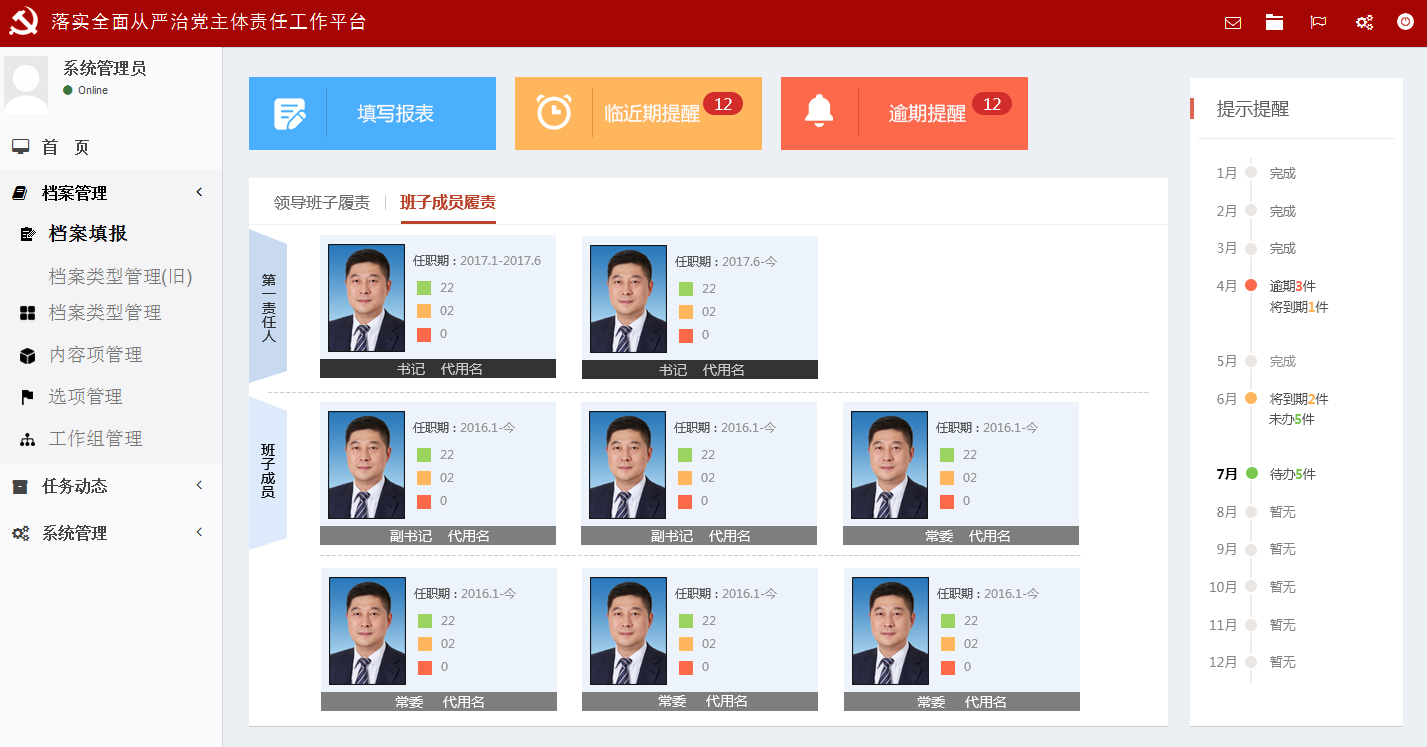 落实全面从严治党主体责任工作平台
系统管理员
Online
首 页
档案管理
档案填报
档案类型管理(旧)
档案类型管理
内容项管理
选项管理
工作组管理
任务动态
系统管理
填写报表
临近期提醒 12
逾期提醒 12
领导班子履责 班子成员履责
第一责任人
任职期：2017.1-2017.6
22
02
0
书记 代用名
任职期：2017.6-今
22
02
0
书记 代用名
班子成员
任职期：2016.1-今
22
02
0
副书记 代用名
任职期：2016.1-今
22
02
0
副书记 代用名
任职期：2016.1-今
22
02
0
常委 代用名
任职期：2016.1-今
22
02
0
常委 代用名
任职期：2016.1-今
22
02
0
常委 代用名
任职期：2016.1-今
22
02
0
常委 代用名
提示提醒
1月 完成
2月 完成
3月 完成
4月 逾期3件
将到期1件
5月 完成
6月 将到期2件
未办5件
7月 待办5件
8月 暂无
9月 暂无
10月 暂无
11月 暂无
12月 暂无